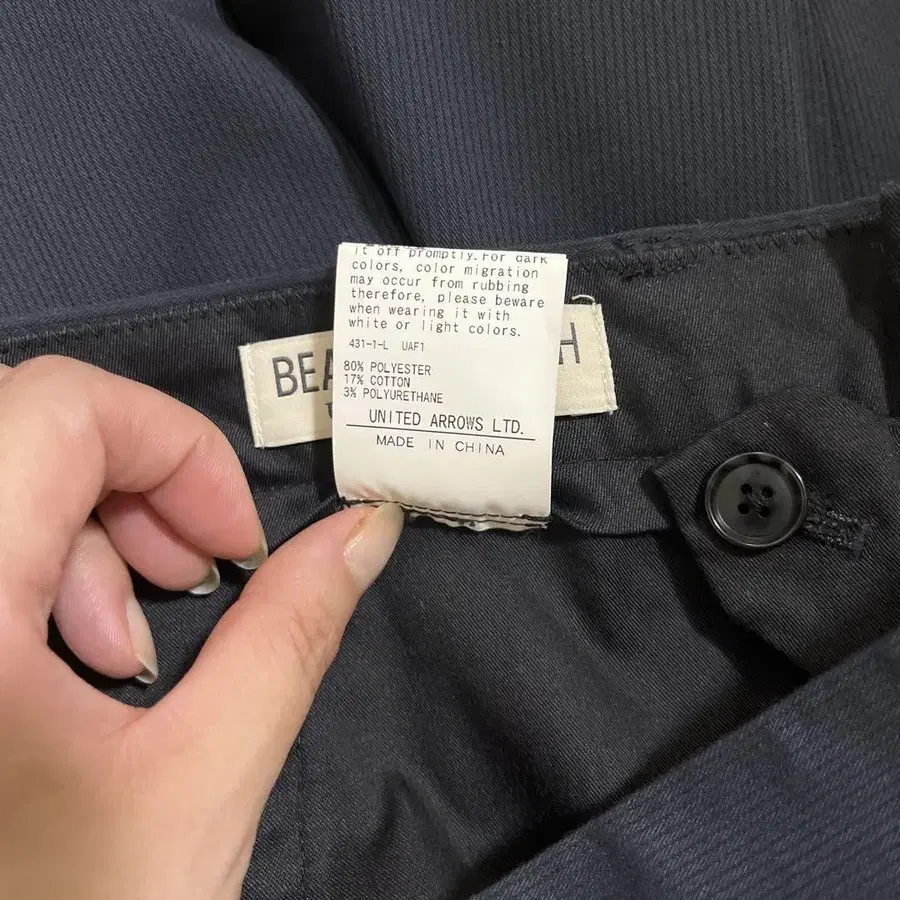 it off promptly.For dark
colors, color migration
may occur from rubbing
therefore, please beware
when wearing it with
white or light colors.
431-1-L UAF1
80% POLYESTER
17% COTTON
3% POLYURETHANE
UNITED ARROWS LTD.
MADE IN CHINA